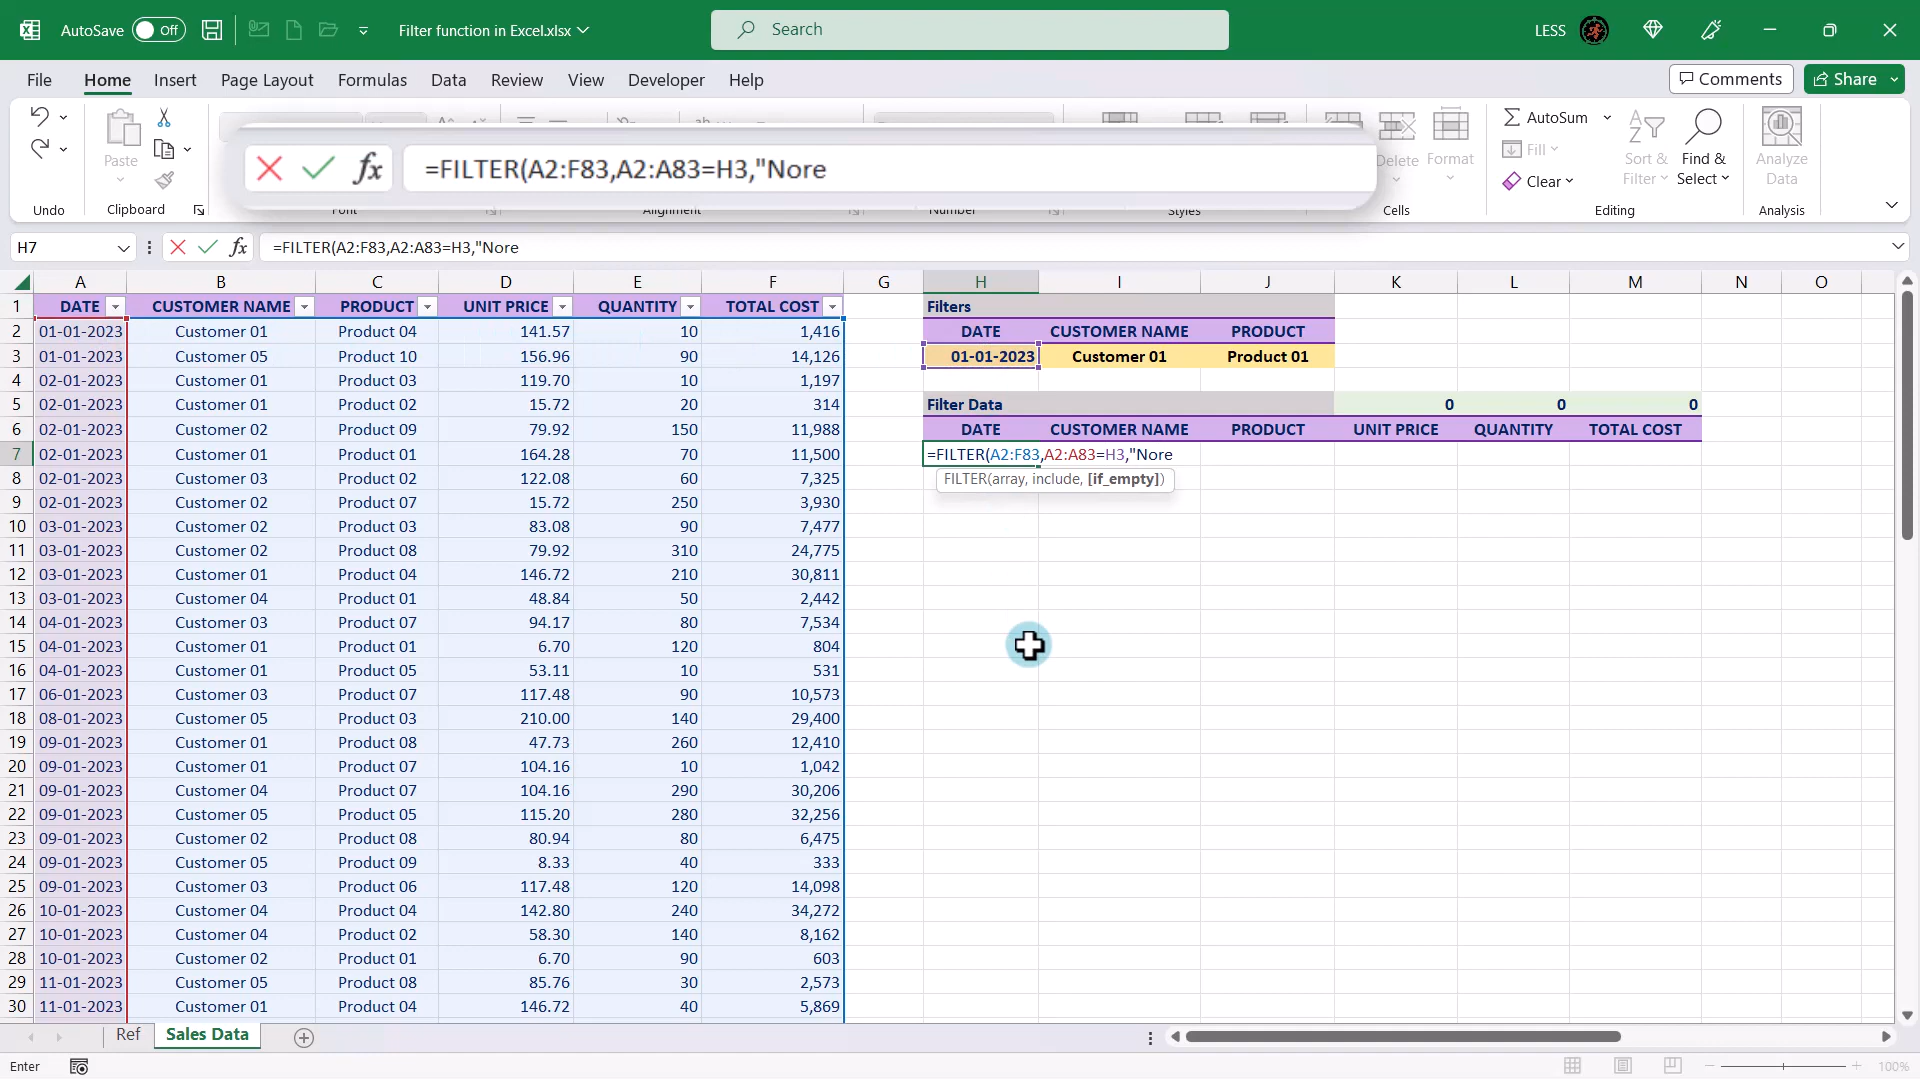 AutoSave Off Filter function in Excel.xlsx Search LESS
File Home Insert Page Layout Formulas Data Review View Developer Help Comments Share
Paste Delete Format AutoSum Fill Clear Sort & Filter Find & Select Analyze Data
=FILTER(A2:F83,A2:A83=H3,"Nore
Undo Clipboard Font Alignment Number Styles Cells Editing Analysis
H7 fx =FILTER(A2:F83,A2:A83=H3,"Nore
A B C D E F G H I J K L M N O
1 DATE CUSTOMER NAME PRODUCT UNIT PRICE QUANTITY TOTAL COST Filters
2 01-01-2023 Customer 01 Product 04 141.57 10 1,416 DATE CUSTOMER NAME PRODUCT
3 01-01-2023 Customer 05 Product 10 156.96 90 14,126 01-01-2023 Customer 01 Product 01
4 02-01-2023 Customer 01 Product 03 119.70 10 1,197
5 02-01-2023 Customer 01 Product 02 15.72 20 314 Filter Data 0 0 0
6 02-01-2023 Customer 02 Product 09 79.92 150 11,988 DATE CUSTOMER NAME PRODUCT UNIT PRICE QUANTITY TOTAL COST
7 02-01-2023 Customer 01 Product 01 164.28 70 11,500 =FILTER(A2:F83,A2:A83=H3,"Nore
8 02-01-2023 Customer 03 Product 02 122.08 60 7,325 FILTER(array, include, [if_empty])
9 02-01-2023 Customer 02 Product 07 15.72 250 3,930
10 03-01-2023 Customer 02 Product 03 83.08 90 7,477
11 03-01-2023 Customer 02 Product 08 79.92 310 24,775
12 03-01-2023 Customer 01 Product 04 146.72 210 30,811
13 03-01-2023 Customer 04 Product 01 48.84 50 2,442
14 04-01-2023 Customer 03 Product 07 94.17 80 7,534
15 04-01-2023 Customer 01 Product 01 6.70 120 804
16 04-01-2023 Customer 01 Product 05 53.11 10 531
17 06-01-2023 Customer 03 Product 07 117.48 90 10,573
18 08-01-2023 Customer 05 Product 03 210.00 140 29,400
19 09-01-2023 Customer 01 Product 08 47.73 260 12,410
20 09-01-2023 Customer 01 Product 07 104.16 10 1,042
21 09-01-2023 Customer 04 Product 07 104.16 290 30,206
22 09-01-2023 Customer 05 Product 05 115.20 280 32,256
23 09-01-2023 Customer 02 Product 08 80.94 80 6,475
24 09-01-2023 Customer 05 Product 09 8.33 40 333
25 09-01-2023 Customer 03 Product 06 117.48 120 14,098
26 10-01-2023 Customer 04 Product 04 142.80 240 34,272
27 10-01-2023 Customer 04 Product 02 58.30 140 8,162
28 10-01-2023 Customer 02 Product 01 6.70 90 603
29 11-01-2023 Customer 05 Product 08 85.76 30 2,573
30 11-01-2023 Customer 01 Product 04 146.72 40 5,869
Ref Sales Data
Enter 100%